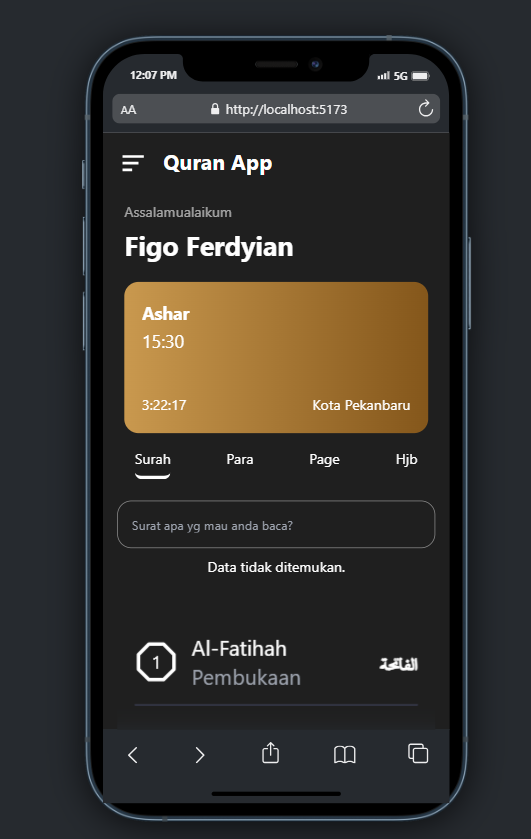 12:07 PM
5G
AA
http://localhost:5173
Quran App
Assalamualaikum
Figo Ferdyian
Ashar
15:30
3:22:17 Kota Pekanbaru
Surah Para Page Hjb
Surat apa yg mau anda baca?
Data tidak ditemukan.
1 Al-Fatihah الفاتحة
Pembukaan